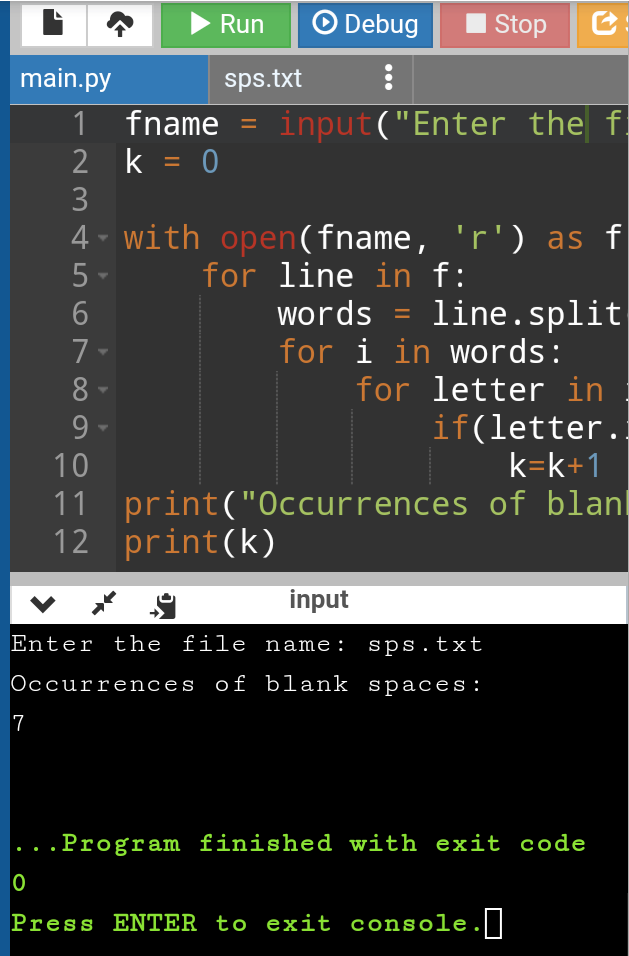 Run Debug Stop S
main.py sps.txt
1 fname = input("Enter the fi
2 k = 0
3
4 with open(fname, 'r') as f
5 for line in f:
6 words = line.split
7 for i in words:
8 for letter in i
9 if(letter.i
10 k=k+1
11 print("Occurrences of blan
12 print(k)
input
Enter the file name: sps.txt
Occurrences of blank spaces:
7
...Program finished with exit code
0
Press ENTER to exit console.